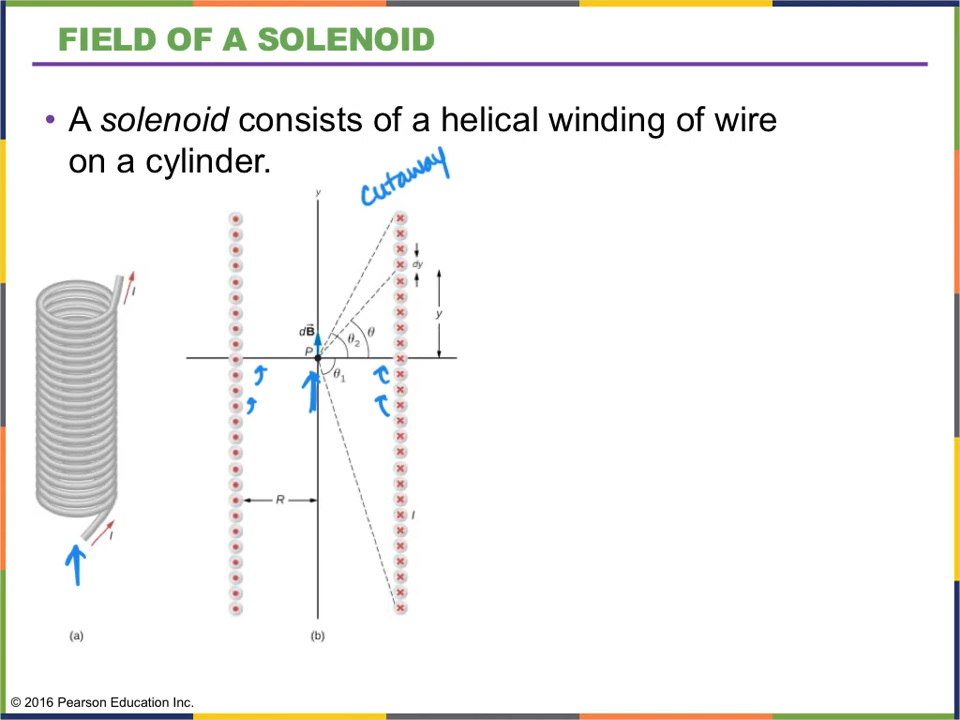 FIELD OF A SOLENOID
• A solenoid consists of a helical winding of wire
on a cylinder.
cutaway
y
dy
I
y
dB⃗
θ
θ₂
P
θ₁
R
I
I
(a)
(b)
© 2016 Pearson Education Inc.